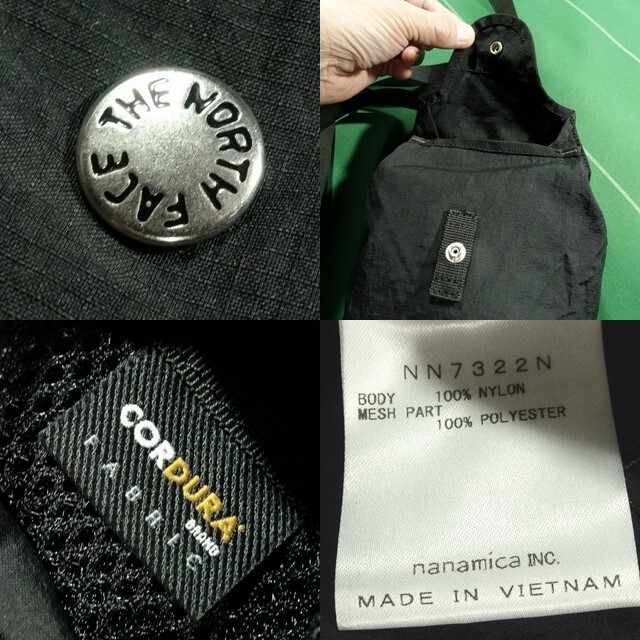 THE NORTH FACE
CORDURA
BRAND
FABRIC
NN7322N
BODY 100% NYLON
MESH PART
100% POLYESTER
nanamica INC.
MADE IN VIETNAM